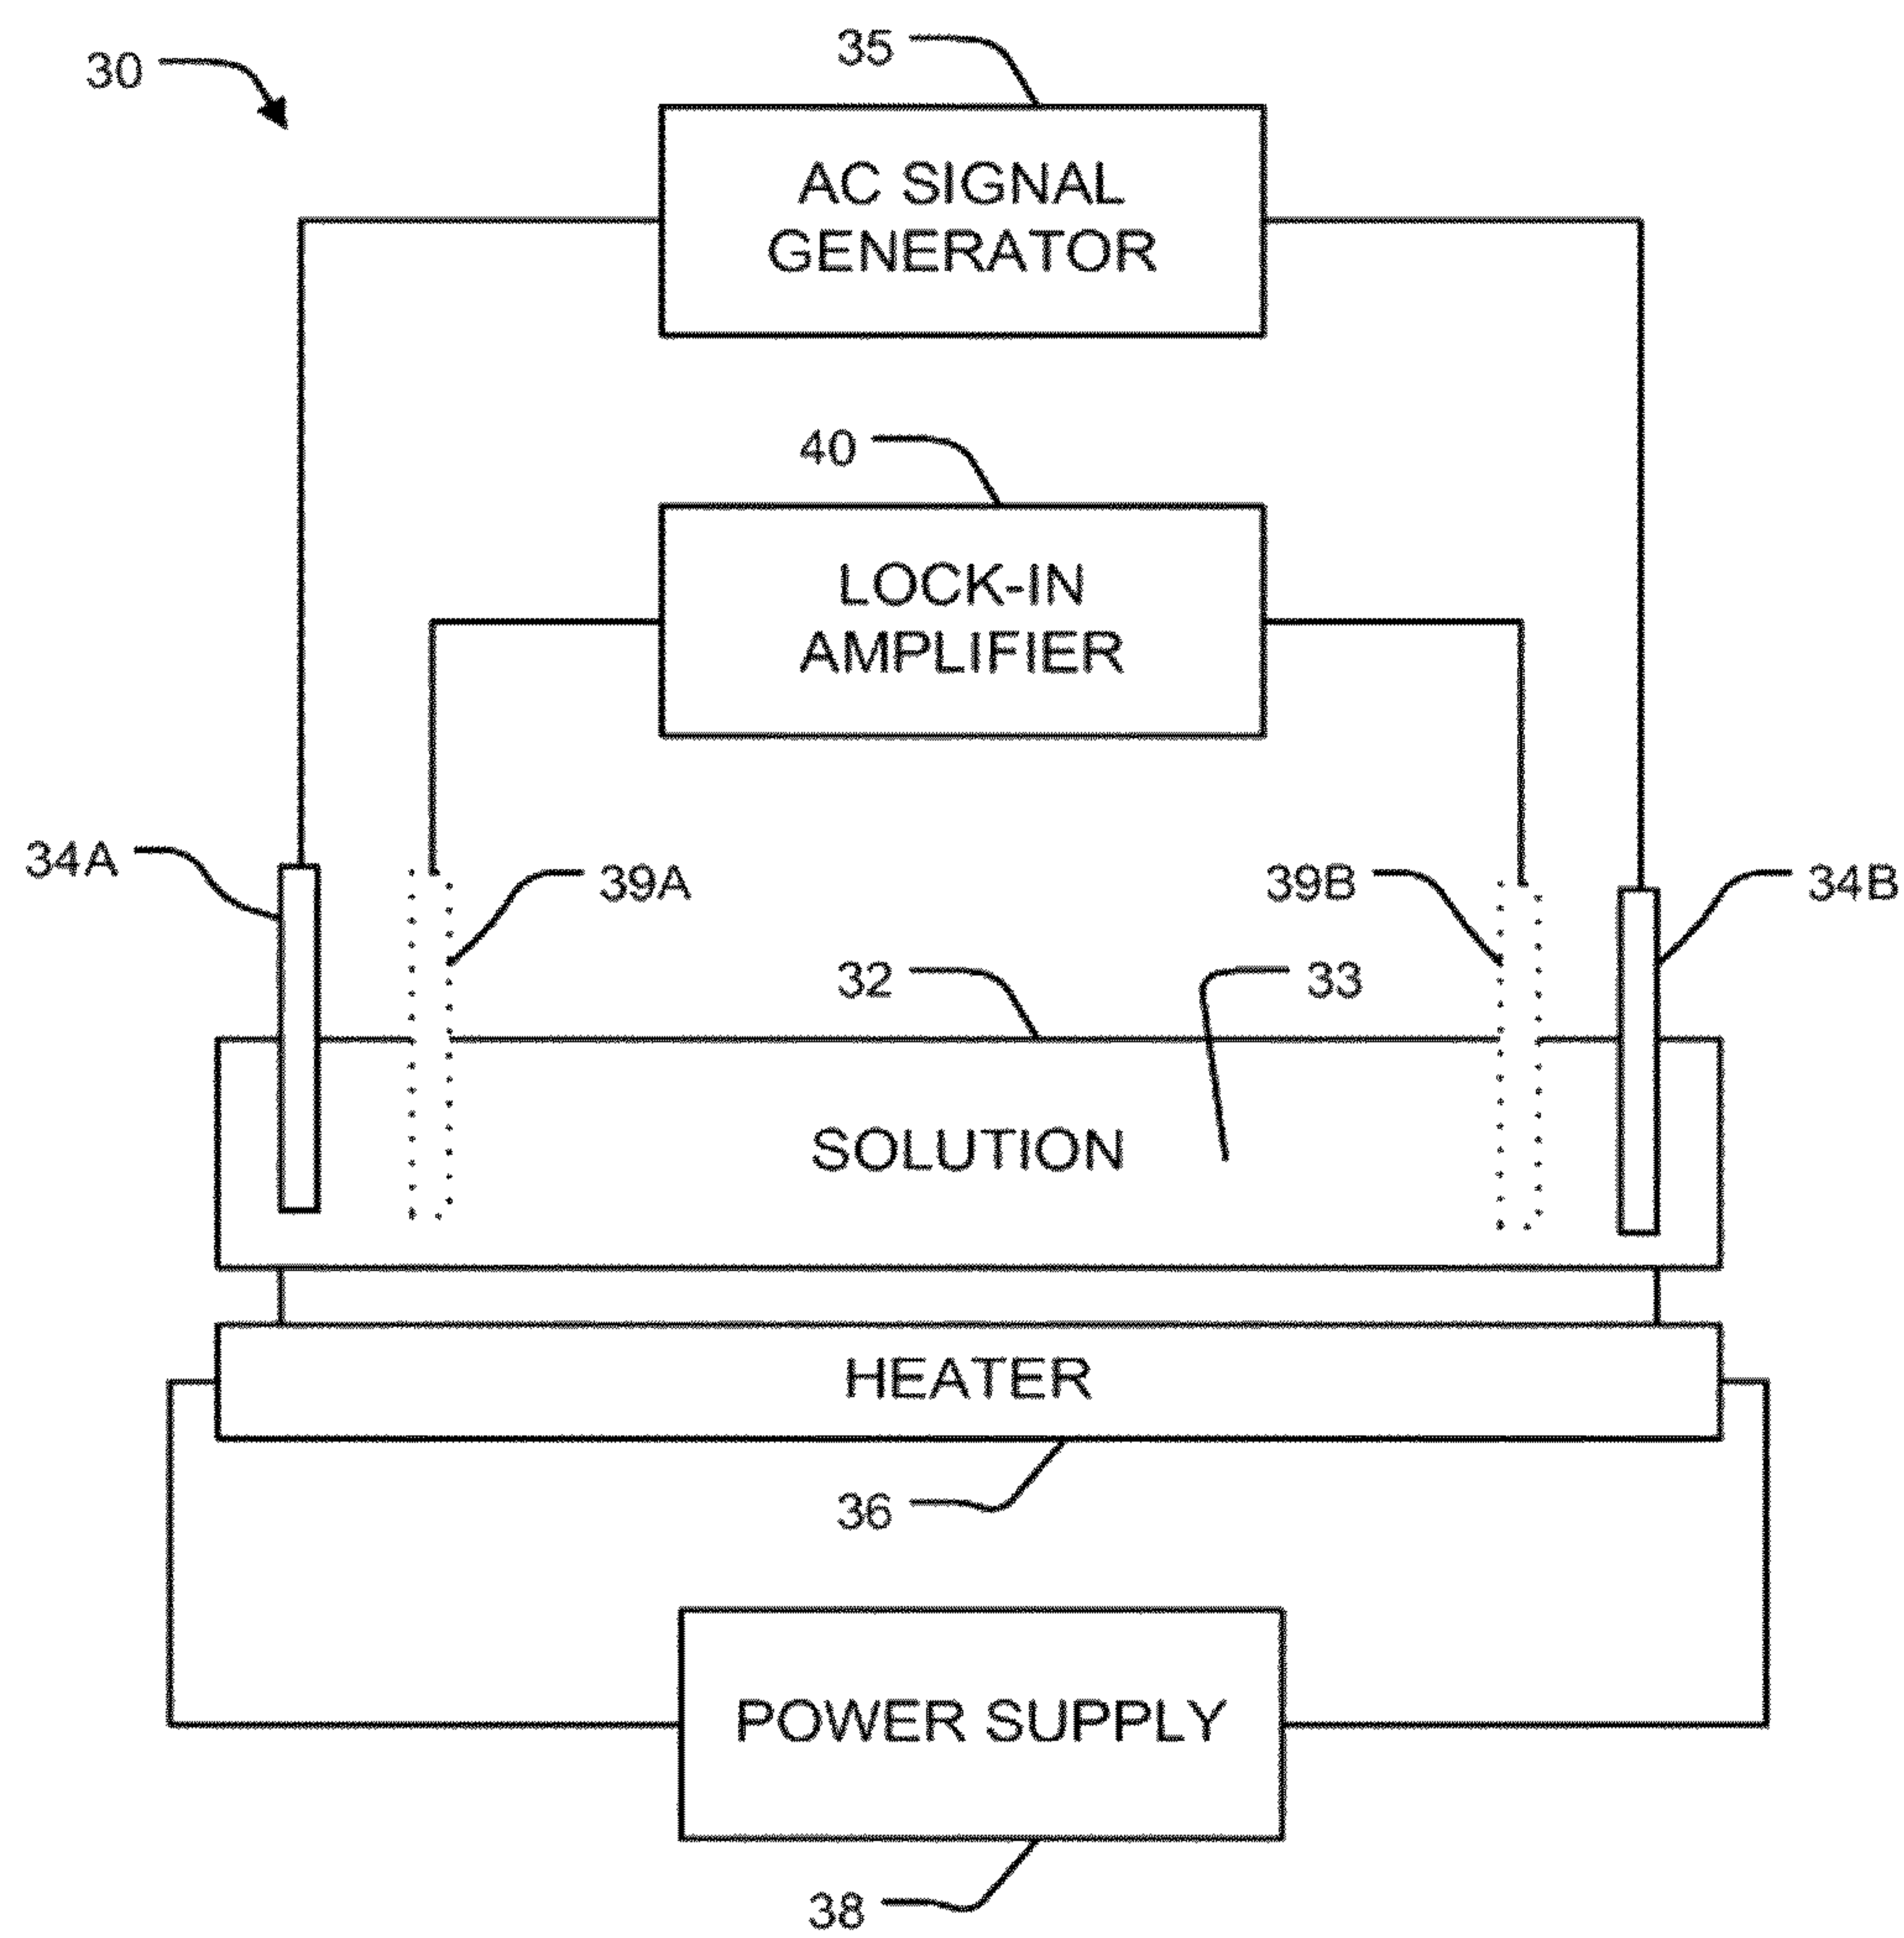 30
35
AC SIGNAL
GENERATOR
40
LOCK-IN
AMPLIFIER
34A
39A
39B
34B
32
33
SOLUTION
HEATER
36
POWER SUPPLY
38